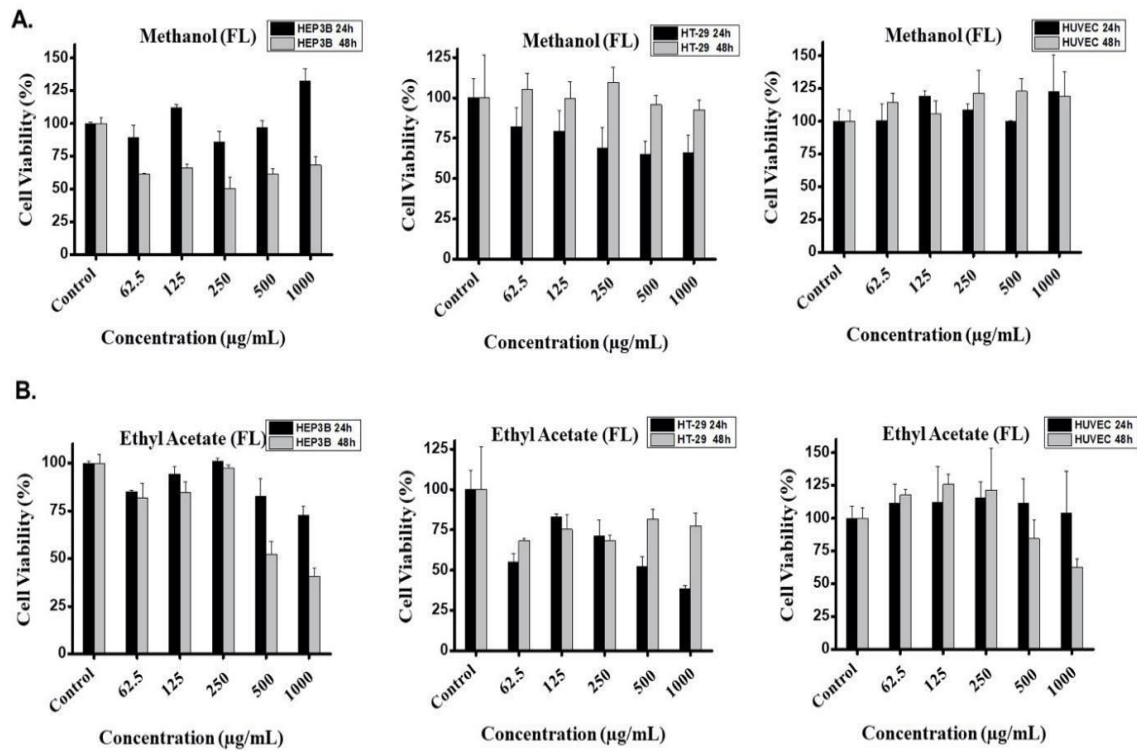 A.
Methanol (FL)
HEP3B 24h
HEP3B 48h
Cell Viability (%)
150
125
100
75
50
25
0
Control
62.5
125
250
500
1000
Concentration (µg/mL)
Methanol (FL)
HT-29 24h
HT-29 48h
Cell Viability (%)
125
100
75
50
25
0
Control
62.5
125
250
500
1000
Concentration (µg/mL)
Methanol (FL)
HUVEC 24h
HUVEC 48h
Cell Viability (%)
150
125
100
75
50
25
0
Control
62.5
125
250
500
1000
Concentration (µg/mL)
B.
Ethyl Acetate (FL)
HEP3B 24h
HEP3B 48h
Cell Viability (%)
100
75
50
25
0
Control
62.5
125
250
500
1000
Concentration (µg/mL)
Ethyl Acetate (FL)
HT-29 24h
HT-29 48h
Cell Viability (%)
125
100
75
50
25
0
Control
62.5
125
250
500
1000
Concentration (µg/mL)
Ethyl Acetate (FL)
HUVEC 24h
HUVEC 48h
Cell Viability (%)
150
125
100
75
50
25
0
Control
62.5
125
250
500
1000
Concentration (µg/mL)